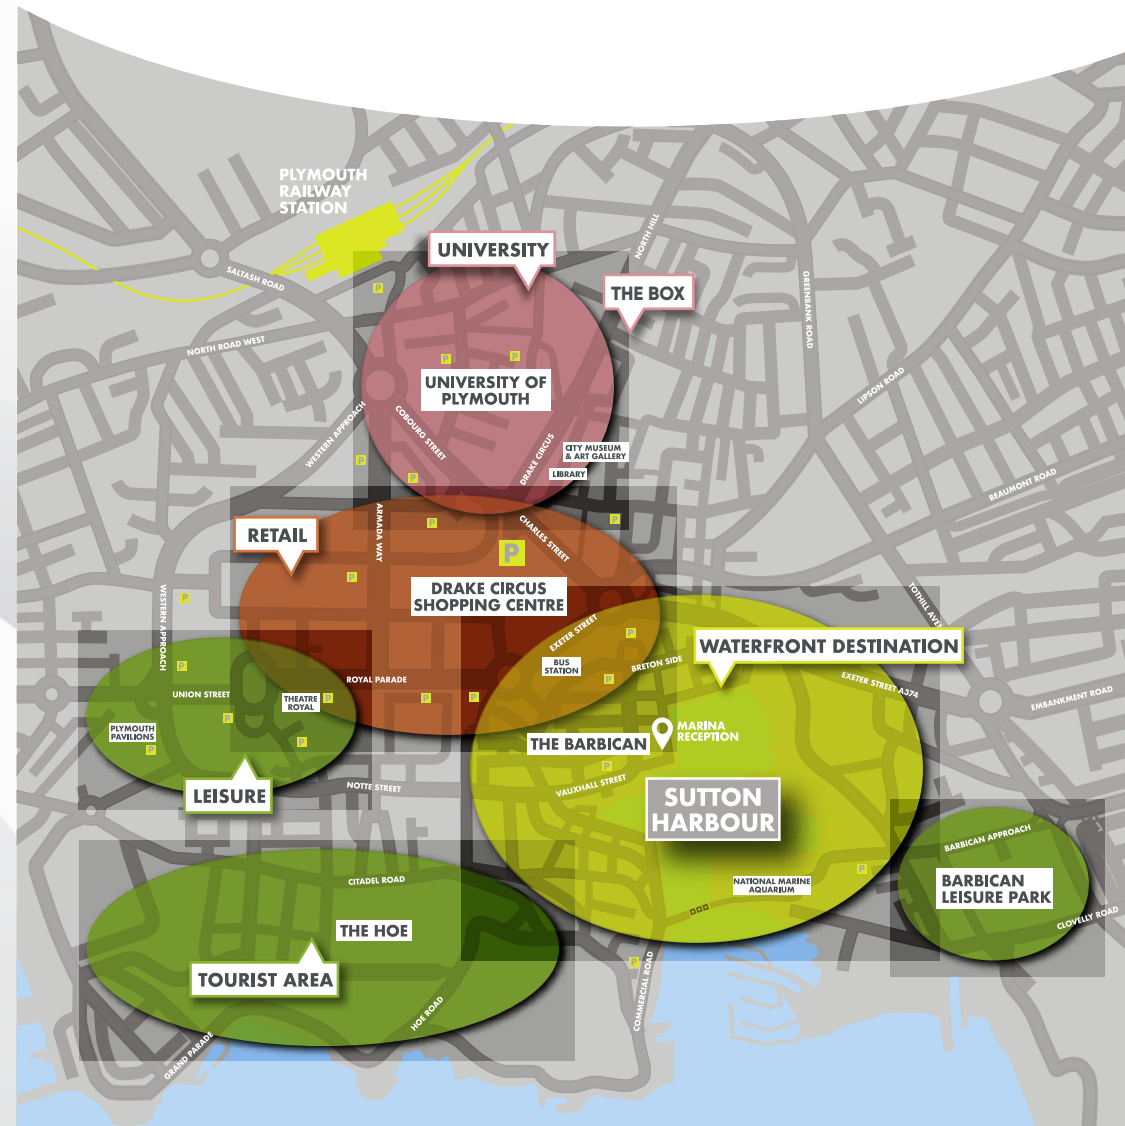 PLYMOUTH
RAILWAY
STATION
NORTH HILL
UNIVERSITY
SALTASH ROAD
THE BOX
P
GREENBANK ROAD
NORTH ROAD WEST
P
P
UNIVERSITY OF
PLYMOUTH
LIPSON ROAD
WESTERN APPROACH
COBOURG STREET
DRAKE CIRCUS
CITY MUSEUM
& ART GALLERY
LIBRARY
P
P
BEAUMONT ROAD
ARMADA WAY
P
CHARLES STREET
P
RETAIL
P
P
DRAKE CIRCUS
SHOPPING CENTRE
WESTERN APPROACH
P
TOTHILL AVEN
EXETER STREET
P
WATERFRONT DESTINATION
BUS
STATION
BRETON SIDE
P
P
ROYAL PARADE
EXETER STREET A374
EMBANKMENT ROAD
UNION STREET
THEATRE
ROYAL
P
P
P
P
PLYMOUTH
PAVILIONS
P
P
MARINA
RECEPTION
THE BARBICAN
P
VAUXHALL STREET
NOTTE STREET
LEISURE
SUTTON
HARBOUR
BARBICAN APPROACH
CITADEL ROAD
P
NATIONAL MARINE
AQUARIUM
BARBICAN
LEISURE PARK
CLOVELLY ROAD
THE HOE
TOURIST AREA
P
COMMERCIAL ROAD
HOE ROAD
GRAND PARADE